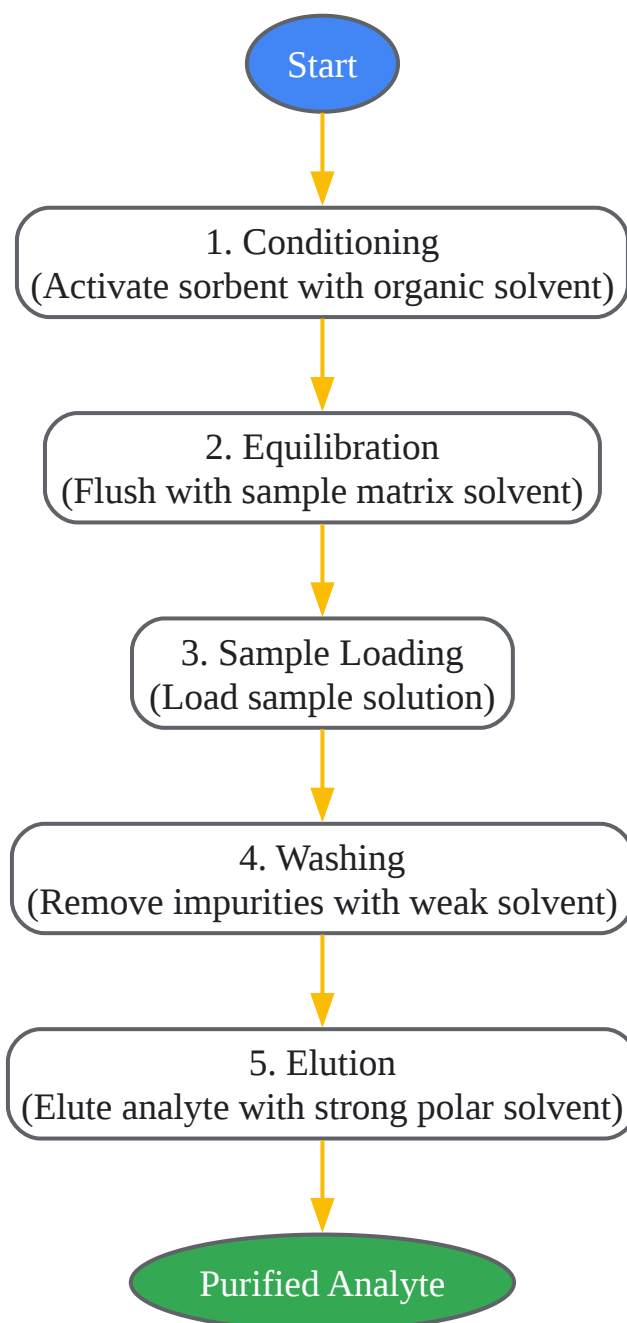 Start
1. Conditioning
(Activate sorbent with organic solvent)
2. Equilibration
(Flush with sample matrix solvent)
3. Sample Loading
(Load sample solution)
4. Washing
(Remove impurities with weak solvent)
5. Elution
(Elute analyte with strong polar solvent)
Purified Analyte